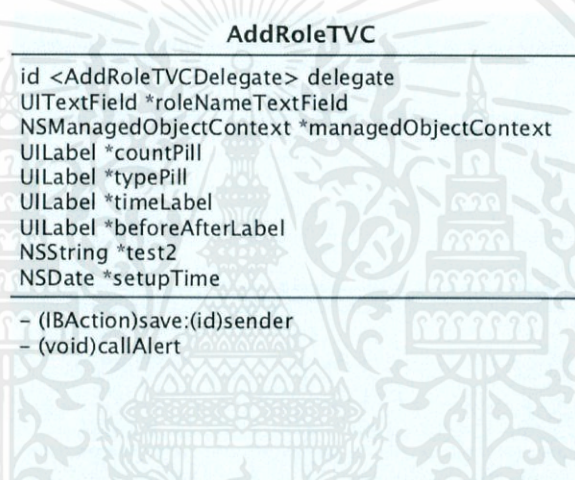 AddRoleTVC
id <AddRoleTVCDelegate> delegate
UITextField *roleNameTextField
NSManagedObjectContext *managedObjectContext
UILabel *countPill
UILabel *typePill
UILabel *timeLabel
UILabel *beforeAfterLabel
NSString *test2
NSDate *setupTime
– (IBAction)save:(id)sender
– (void)callAlert